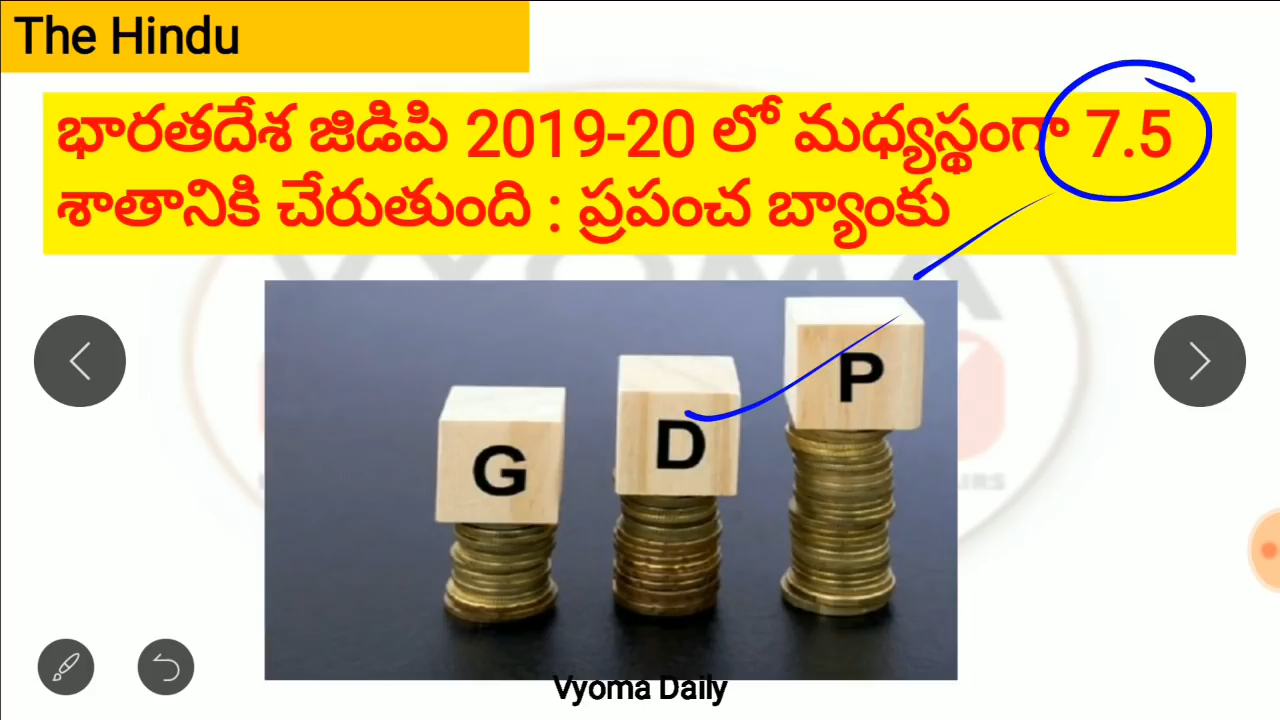 The Hindu
భారతదేశ జిడిపి 2019-20 లో మధ్యస్థంగా 7.5
శాతానికి చేరుతుంది : ప్రపంచ బ్యాంకు
G D P
Vyoma Daily